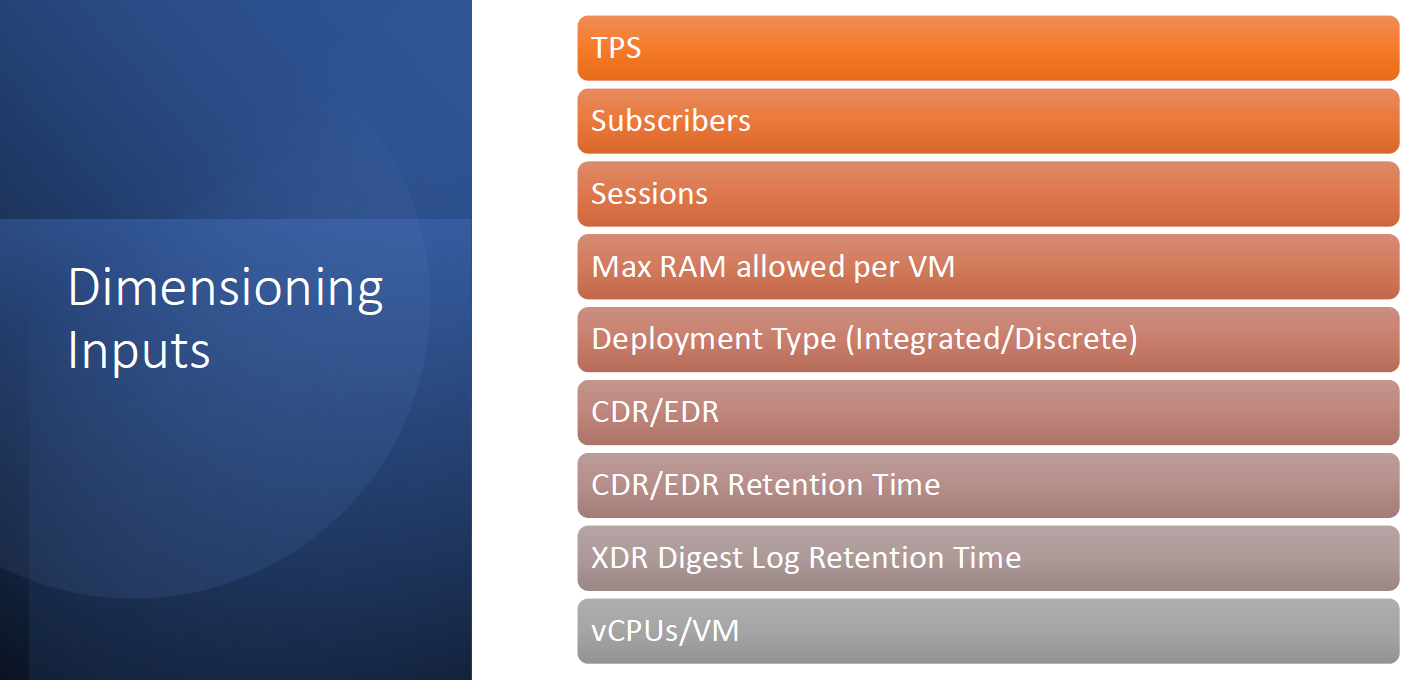 Dimensioning
Inputs
TPS
Subscribers
Sessions
Max RAM allowed per VM
Deployment Type (Integrated/Discrete)
CDR/EDR
CDR/EDR Retention Time
XDR Digest Log Retention Time
vCPUs/VM